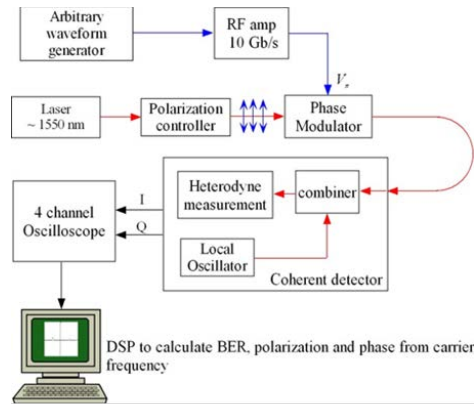 Arbitrary
waveform
generator
RF amp
10 Gb/s
Vπ
Laser
~ 1550 nm
Polarization
controller
Phase
Modulator
4 channel
Oscilloscope
I
Q
Heterodyne
measurement
combiner
Local
Oscillator
Coherent detector
DSP to calculate BER, polarization and phase from carrier
frequency